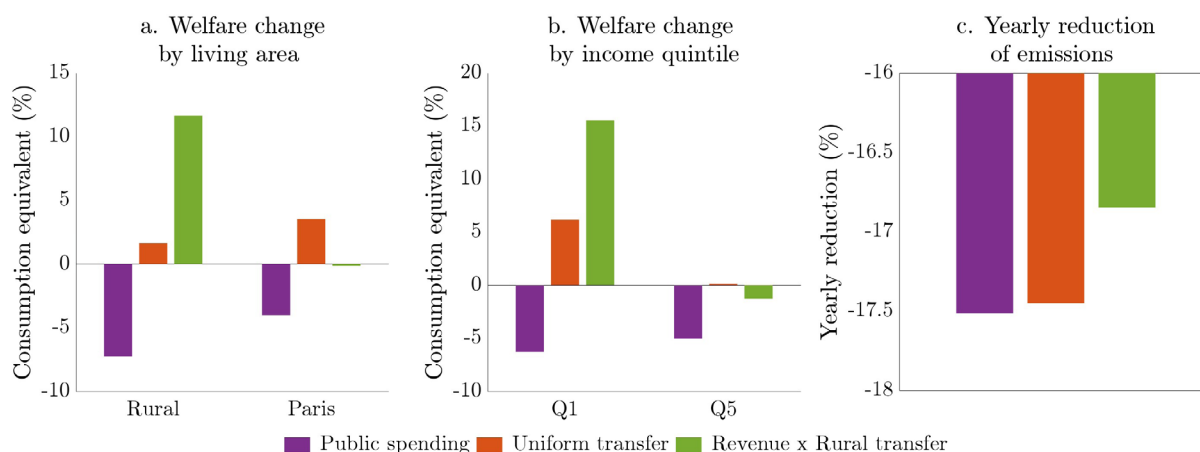 a. Welfare change
by living area
Consumption equivalent (%)
15
10
5
0
-5
-10
Rural Paris
b. Welfare change
by income quintile
Consumption equivalent (%)
20
15
10
5
0
-5
-10
Q1 Q5
c. Yearly reduction
of emissions
Yearly reduction (%)
-16
-16.5
-17
-17.5
-18
Public spending Uniform transfer Revenue x Rural transfer